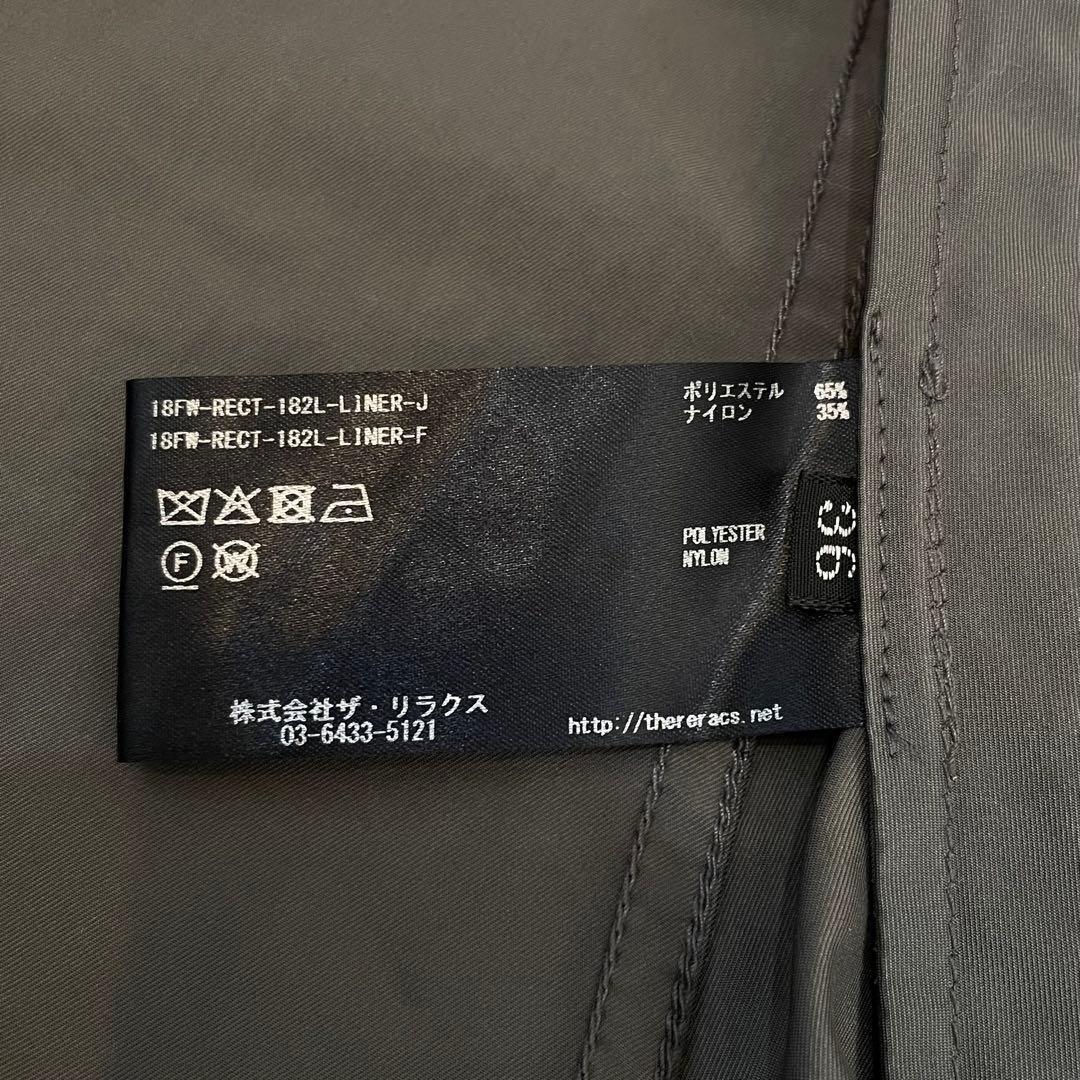 18FW-RECT-182L-LINER-J
18FW-RECT-182L-LINER-F
ポリエステル 65%
ナイロン 35%
POLYESTER
NYLON
36
F
W
株式会社ザ・リラクス
03-6433-5121
http://thereracs.net